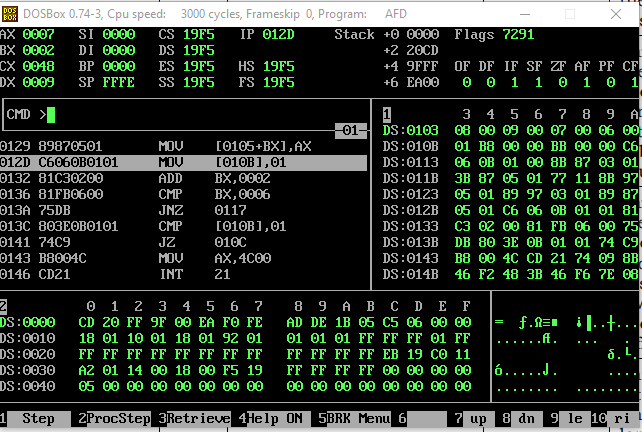 DOSBox 0.74-3, Cpu speed: 3000 cycles, Frameskip 0, Program: AFD
AX 0007 SI 0000 CS 19F5 IP 012D Stack +0 0000 Flags 7291
BX 0002 DI 0000 DS 19F5 +2 20CD
CX 0048 BP 0000 ES 19F5 HS 19F5 +4 9FFF OF DF IF SF ZF AF PF CF
DX 0009 SP FFFE SS 19F5 FS 19F5 +6 EA00 0 0 1 1 0 1 0 1
CMD >
01
1 3 4 5 6 7 8 9 A
DS:0103 08 00 09 00 07 00 06 00
0129 89870501 MOV [0105+BX],AX DS:010B 01 B8 00 00 BB 00 00 C6
012D C6060B0101 MOV [010B],01 DS:0113 06 0B 01 00 8B 87 03 01
0132 81C30200 ADD BX,0002 DS:011B 3B 87 05 01 77 11 8B 97
0136 81FB0600 CMP BX,0006 DS:0123 05 01 89 97 03 01 89 87
013A 75DB JNZ 0117 DS:012B 05 01 C6 06 0B 01 01 81
013C 803E0B0101 CMP [010B],01 DS:0133 C3 02 00 81 FB 06 00 75
0141 74C9 JZ 010C DS:013B DB 80 3E 0B 01 01 74 C9
0143 B8004C MOV AX,4C00 DS:0143 B8 00 4C CD 21 74 09 8B
0146 CD21 INT 21 DS:014B 46 F2 48 3B 46 F6 7E 08
2 0 1 2 3 4 5 6 7 8 9 A B C D E F
DS:0000 CD 20 FF 9F 00 EA F0 FE AD DE 1B 05 C5 06 00 00
DS:0010 18 01 10 01 18 01 92 01 01 01 01 FF FF FF 01 FF
DS:0020 FF FF FF FF FF FF FF FF FF FF FF FF EB 19 C0 11
DS:0030 A2 01 14 00 18 00 F5 19 FF FF FF FF 00 00 00 00
DS:0040 05 00 00 00 00 00 00 00 00 00 00 00 00 00 00 00
1 Step 2 ProcStep 3 Retrieve 4 Help ON 5 BRK Menu 6 7 up 8 dn 9 le 10 ri